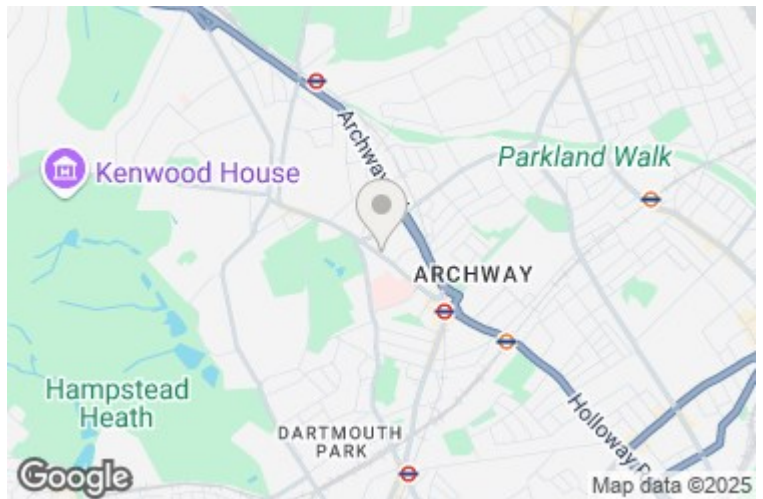 Archway
Parkland Walk
Kenwood House
ARCHWAY
Hampstead
Heath
DARTMOUTH
PARK
Holloway
Google
Map data ©2025